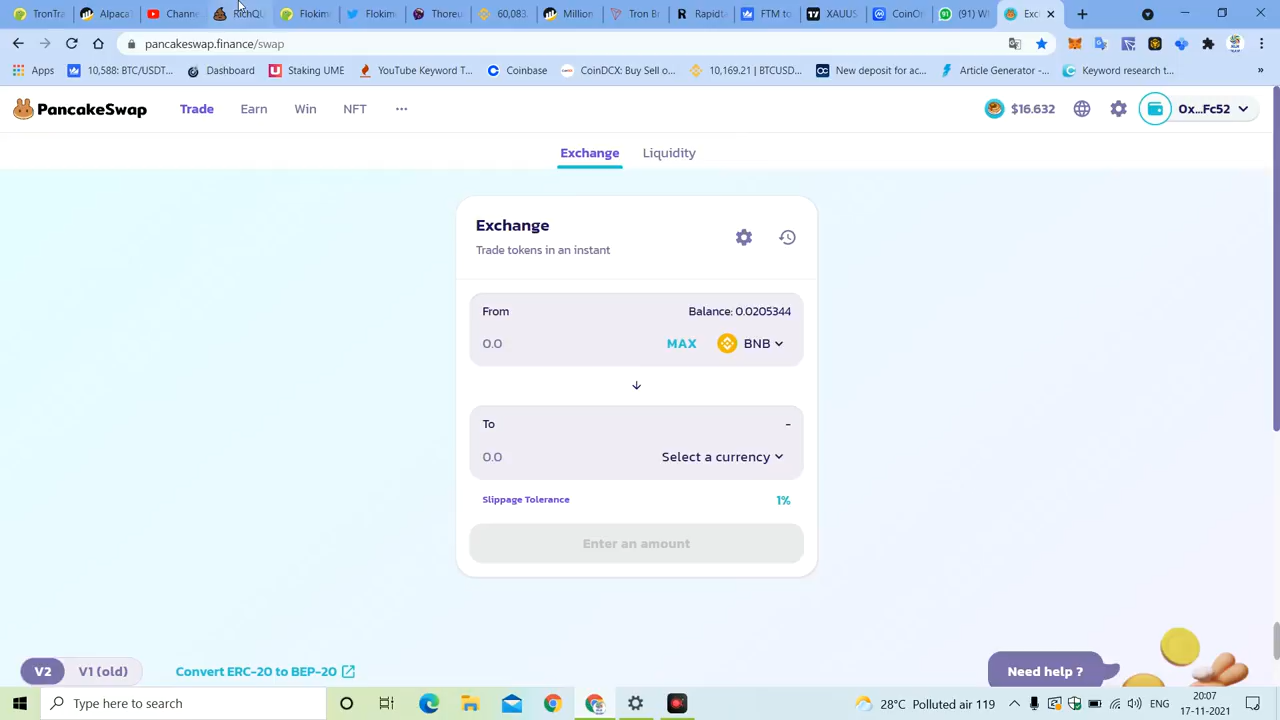 TronTra
Alpaca
Channe
RichQU
Flokim
Flokim
Thoreu
60,083.
Million
Tron Br
Rapidte
FTM to
XAUUS
CoinOn
(91) W
Exc
pancakeswap.finance/swap
Apps
10,588: BTC/USDT...
Dashboard
Staking UME
YouTube Keyword T...
Coinbase
CoinDCX: Buy Sell o...
10,169.21 | BTCUSD...
New deposit for ac...
Article Generator -...
Keyword research t...
»
PancakeSwap
Trade
Earn
Win
NFT
$16.632
0x...Fc52
Exchange
Liquidity
Exchange
Trade tokens in an instant
From
Balance: 0.0205344
0.0
MAX
BNB
To
-
0.0
Select a currency
Slippage Tolerance
1%
Enter an amount
V2
V1 (old)
Convert ERC-20 to BEP-20
Need help ?
Type here to search
28°C Polluted air 119
ENG
20:07
17-11-2021